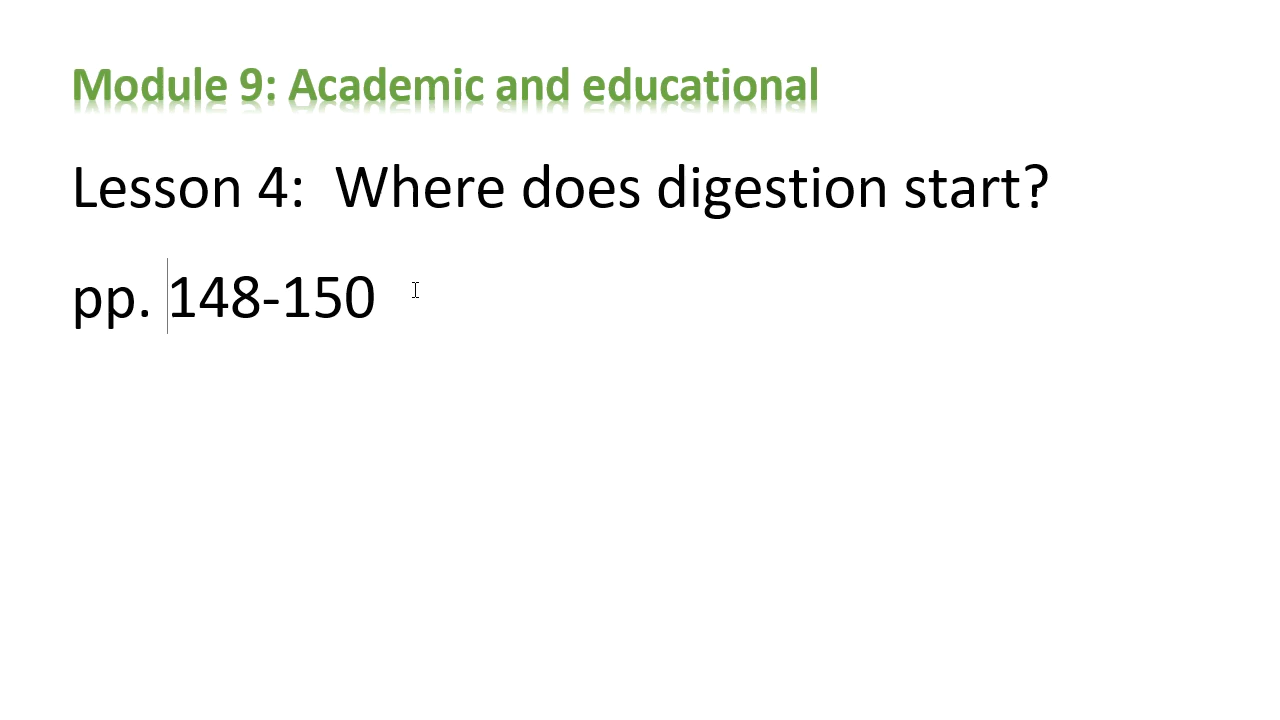 Module 9: Academic and educational
Lesson 4:  Where does digestion start?
pp. 148-150